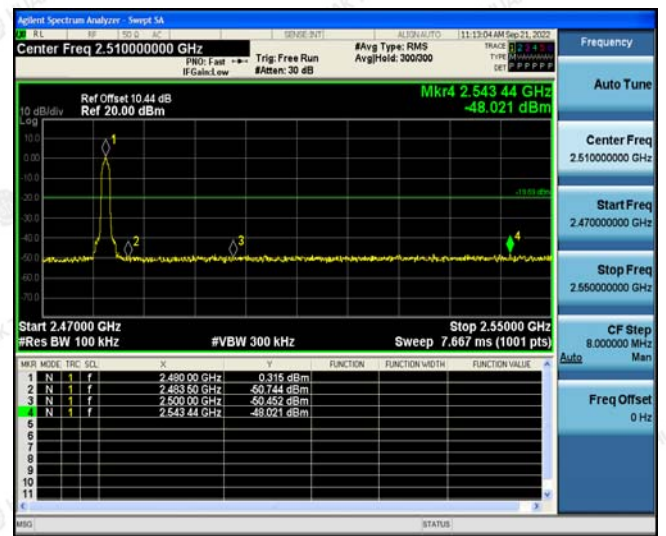 Agilent Spectrum Analyzer - Swept SA
RL RF 50 Ω AC SENSE:INT ALIGNAUTO 11:13:04 AM Sep 21, 2022
Center Freq 2.510000000 GHz #Avg Type: RMS TRACE 1 2 3 4 5 6
PNO: Fast Trig: Free Run Avg|Hold: 300/300 TYPE M
IFGain:Low #Atten: 30 dB DET P P P P P P
Mkr4 2.543 44 GHz
Ref Offset 10.44 dB
10 dB/div Ref 20.00 dBm -48.021 dBm
Log
10.0
0.00
-10.0
-20.0
-30.0
-40.0
-50.0
-60.0
-70.0
1
2
3
4
Start 2.47000 GHz Stop 2.55000 GHz
#Res BW 100 kHz #VBW 300 kHz Sweep 7.667 ms (1001 pts)
MKR MODE TRC SCL X Y FUNCTION FUNCTION WIDTH FUNCTION VALUE
1 N 1 f 2.480 00 GHz 0.315 dBm
2 N 1 f 2.483 50 GHz -50.744 dBm
3 N 1 f 2.500 00 GHz -50.452 dBm
4 N 1 f 2.543 44 GHz -48.021 dBm
5
6
7
8
9
10
11
MSG STATUS
Frequency
Auto Tune
Center Freq
2.510000000 GHz
Start Freq
2.470000000 GHz
Stop Freq
2.550000000 GHz
CF Step
8.000000 MHz
Auto Man
Freq Offset
0 Hz